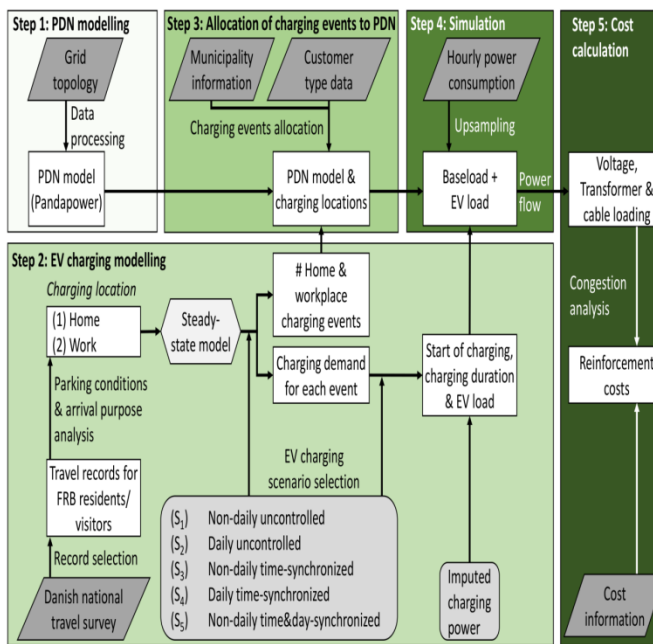 Step 1: PDN modelling
Grid
topology
Data
processing
PDN model
(Pandapower)
Step 3: Allocation of charging events to PDN
Municipality
information
Customer
type data
Charging events allocation
PDN model &
charging locations
Step 4: Simulation
Hourly power
consumption
Upsampling
Baseload +
EV load
Power
flow
Step 5: Cost
calculation
Voltage,
Transformer &
cable loading
Congestion
analysis
Reinforcement
costs
Cost
information
Step 2: EV charging modelling
Charging location
(1) Home
(2) Work
Steady-
state model
# Home &
workplace
charging events
Charging demand
for each event
Start of charging,
charging duration
& EV load
Parking conditions
& arrival purpose
analysis
Travel records for
FRB residents/
visitors
Record selection
Danish national
travel survey
EV charging
scenario selection
(S₁) Non-daily uncontrolled
(S₂) Daily uncontrolled
(S₃) Non-daily time-synchronized
(S₄) Daily time-synchronized
(S₅) Non-daily time&day-synchronized
Imputed
charging
power